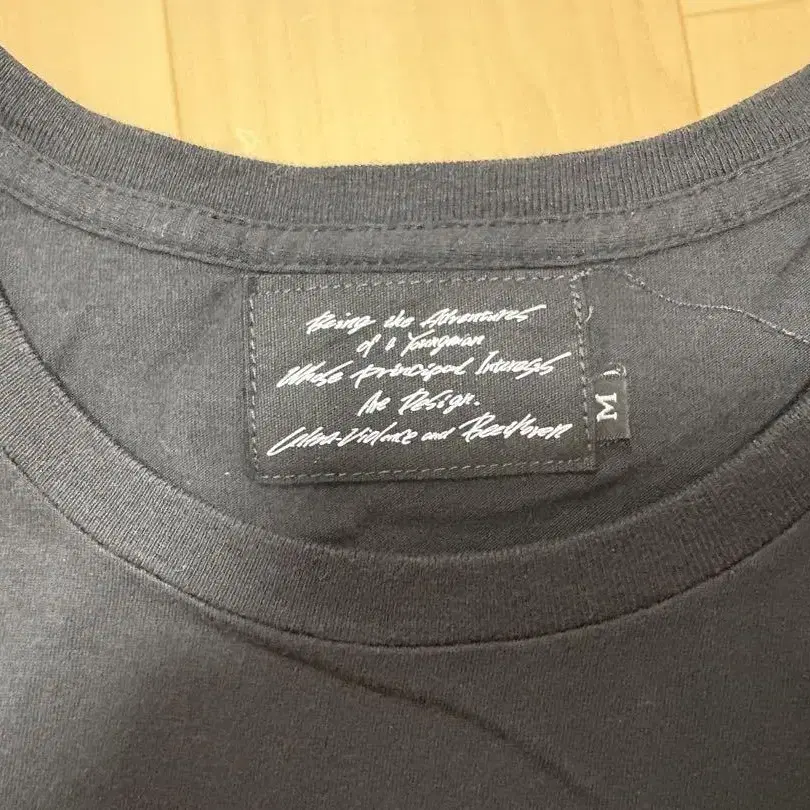 Being the Adventures
of a Youngman
Whose principal Interests
Are Design.
Ultra-Violence and Beethoven
M